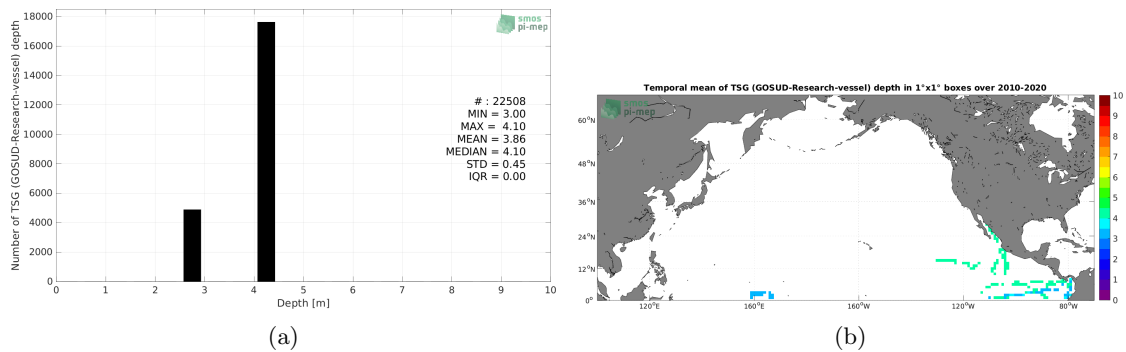 18000
16000
14000
12000
10000
8000
6000
4000
2000
0
Number of TSG (GOSUD-Research-vessel) depth
smos
pi-mep
# : 22508
MIN = 3.00
MAX = 4.10
MEAN = 3.86
MEDIAN = 4.10
STD = 0.45
IQR = 0.00
0 1 2 3 4 5 6 7 8 9 10
Depth [m]
(a)
Temporal mean of TSG (GOSUD-Research-vessel) depth in 1°x1° boxes over 2010-2020
smos
pi-mep
60°N
48°N
36°N
24°N
12°N
0°
120°E 160°E 160°W 120°W 80°W
10
9
8
7
6
5
4
3
2
1
0
(b)